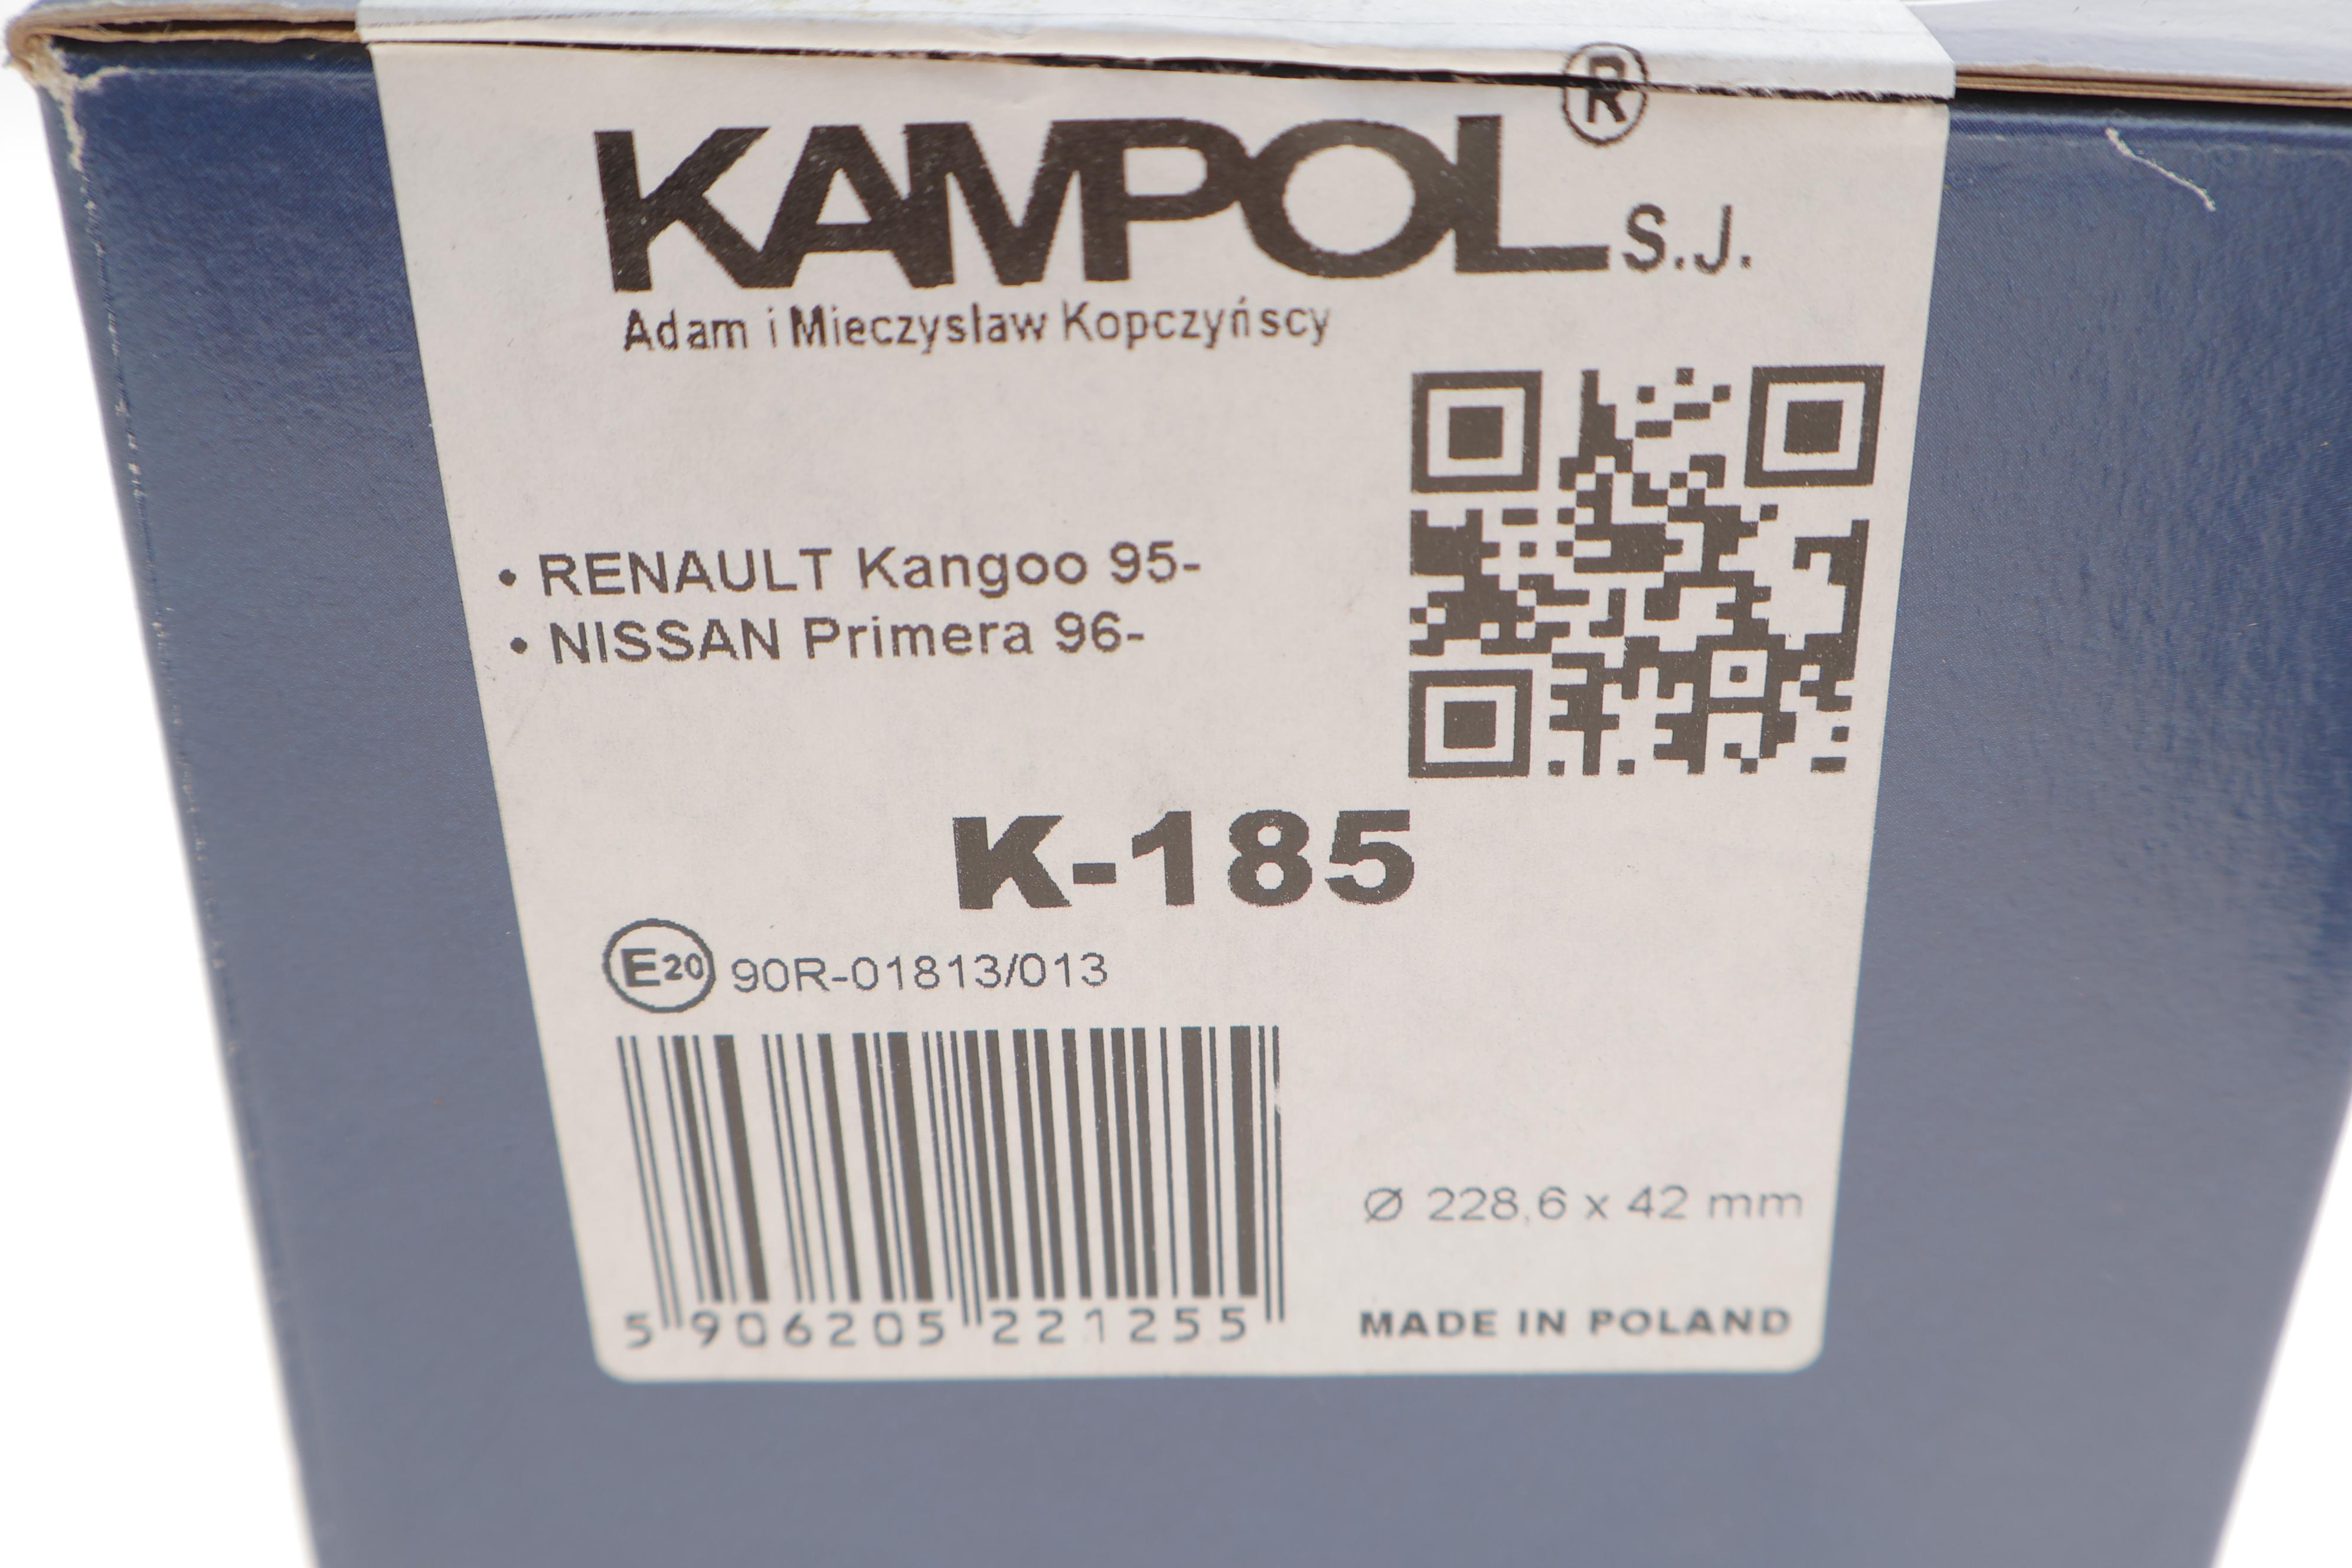 KAMPOL® S.J.
Adam i Mieczysław Kopczyńscy
• RENAULT Kangoo 95-
• NISSAN Primera 96-
K-185
E20 90R-01813/013
5 906205 221255
Ø 228,6 x 42 mm
MADE IN POLAND